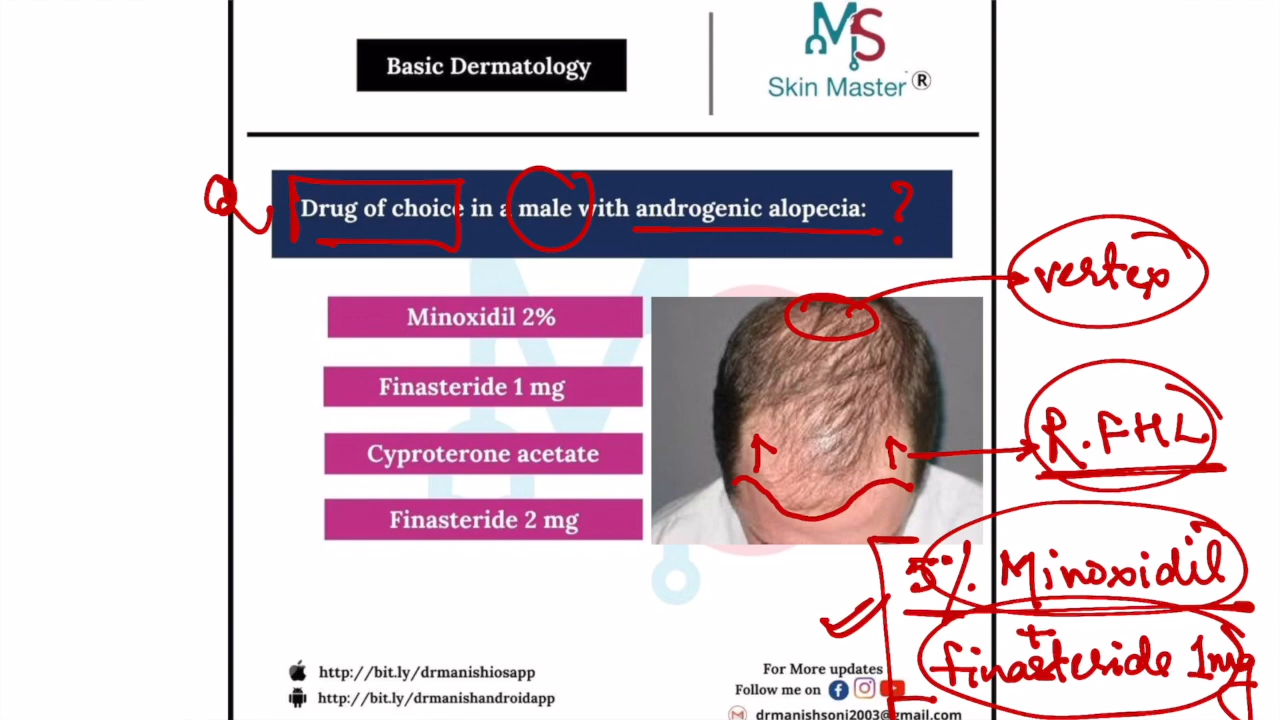 Basic Dermatology
MS
Skin Master ®
Q
Drug of choice in a male with androgenic alopecia: ?
vertex
Minoxidil 2%
Finasteride 1 mg
R. FHL
Cyproterone acetate
Finasteride 2 mg
5% Minoxidil
+
finasteride 1mg
http://bit.ly/drmanishiosapp
http://bit.ly/drmanishandroidapp
For More updates
Follow me on
drmanishsoni2003@gmail.com